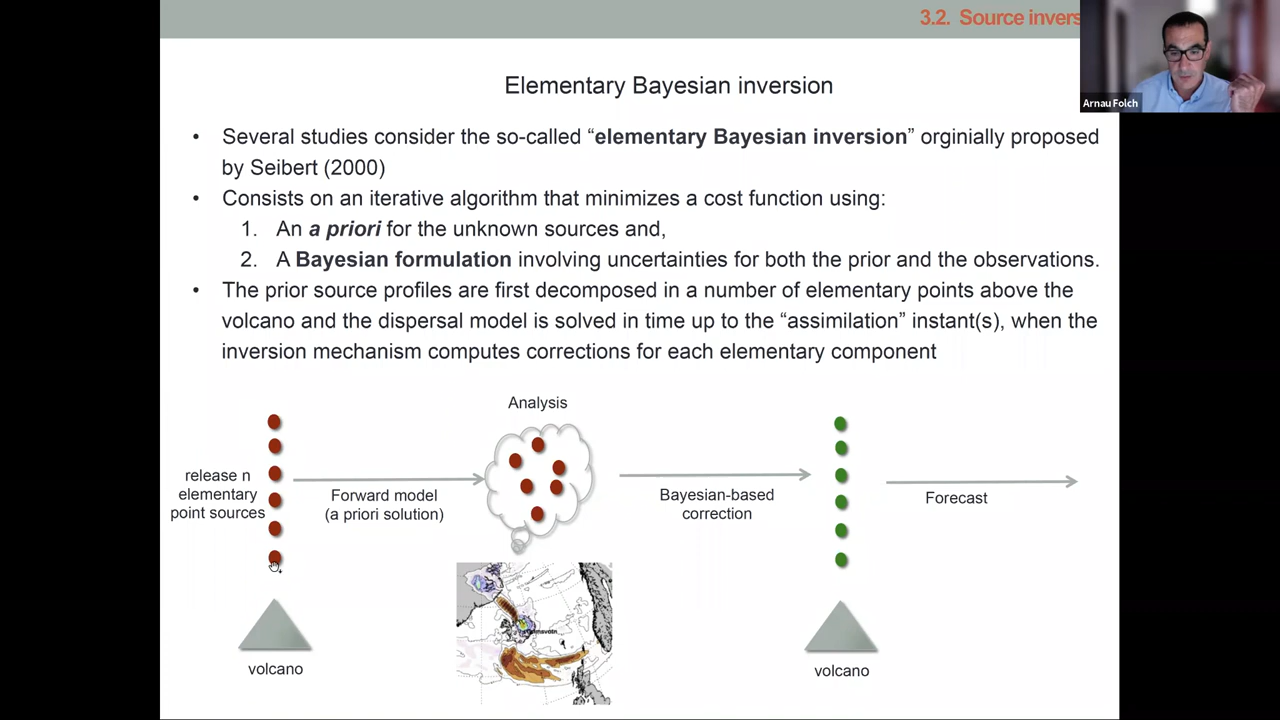 3.2. Source invers
Arnau Folch
Elementary Bayesian inversion
• Several studies consider the so-called “elementary Bayesian inversion” orginially proposed
by Seibert (2000)
• Consists on an iterative algorithm that minimizes a cost function using:
1. An a priori for the unknown sources and,
2. A Bayesian formulation involving uncertainties for both the prior and the observations.
• The prior source profiles are first decomposed in a number of elementary points above the
volcano and the dispersal model is solved in time up to the “assimilation” instant(s), when the
inversion mechanism computes corrections for each elementary component
Analysis
release n
elementary
point sources
Forward model
(a priori solution)
Bayesian-based
correction
Forecast
volcano
volcano